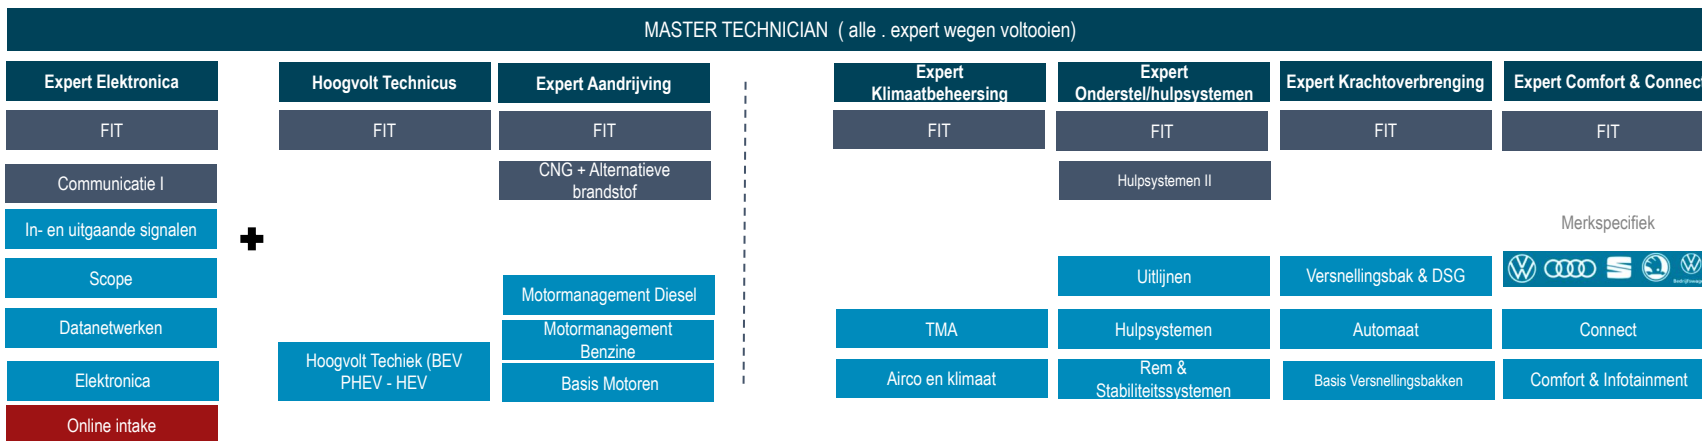 MASTER TECHNICIAN ( alle . expert wegen voltooien)
Expert Elektronica
FIT
Communicatie I
In- en uitgaande signalen
Scope
Datanetwerken
Elektronica
Online intake
Hoogvolt Technicus
FIT
Hoogvolt Techiek (BEV
PHEV - HEV
Expert Aandrijving
FIT
CNG + Alternatieve
brandstof
Motormanagement Diesel
Motormanagement
Benzine
Basis Motoren
Expert
Klimaatbeheersing
FIT
TMA
Airco en klimaat
Expert
Onderstel/hulpsystemen
FIT
Hulpsystemen II
Uitlijnen
Hulpsystemen
Rem &
Stabiliteitssystemen
Expert Krachtoverbrenging
FIT
Versnellingsbak & DSG
Automaat
Basis Versnellingsbakken
Expert Comfort & Connect
FIT
Merkspecifiek
Connect
Comfort & Infotainment